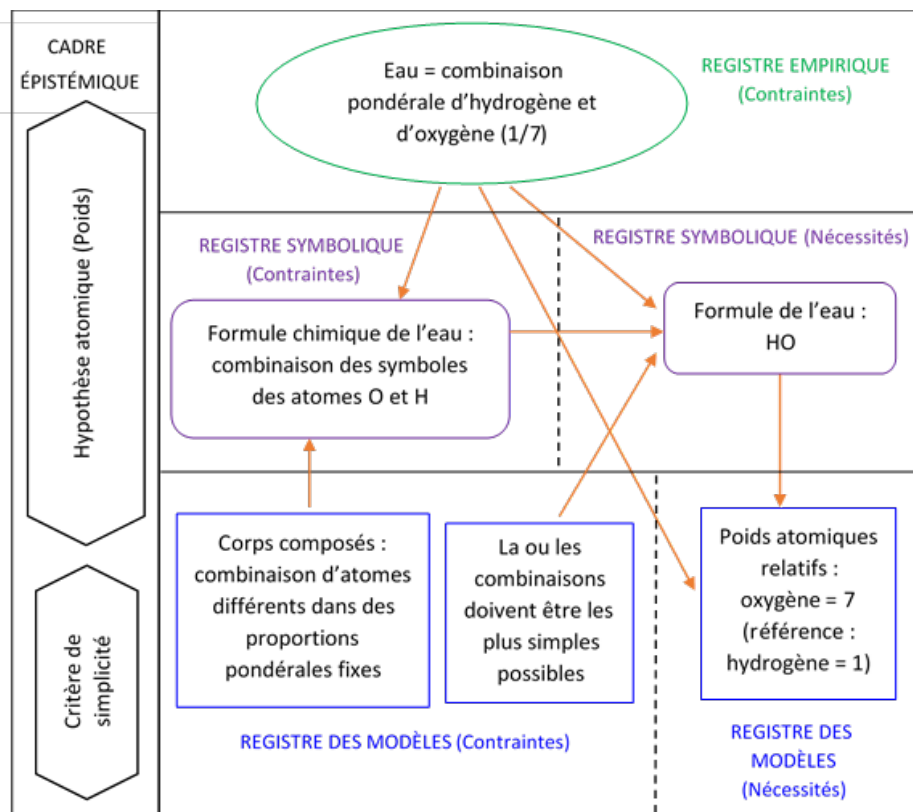 CADRE
ÉPISTÉMIQUE
Hypothèse atomique (Poids)
Critère de
simplicité
Eau = combinaison
pondérale d’hydrogène et
d’oxygène (1/7)
REGISTRE EMPIRIQUE
(Contraintes)
REGISTRE SYMBOLIQUE
(Contraintes)
Formule chimique de l’eau :
combinaison des symboles
des atomes O et H
REGISTRE SYMBOLIQUE (Nécessités)
Formule de l’eau :
HO
Corps composés :
combinaison d’atomes
différents dans des
proportions
pondérales fixes
La ou les
combinaisons
doivent être les
plus simples
possibles
REGISTRE DES MODÈLES (Contraintes)
Poids atomiques
relatifs :
oxygène = 7
(référence :
hydrogène = 1)
REGISTRE DES
MODÈLES
(Nécessités)